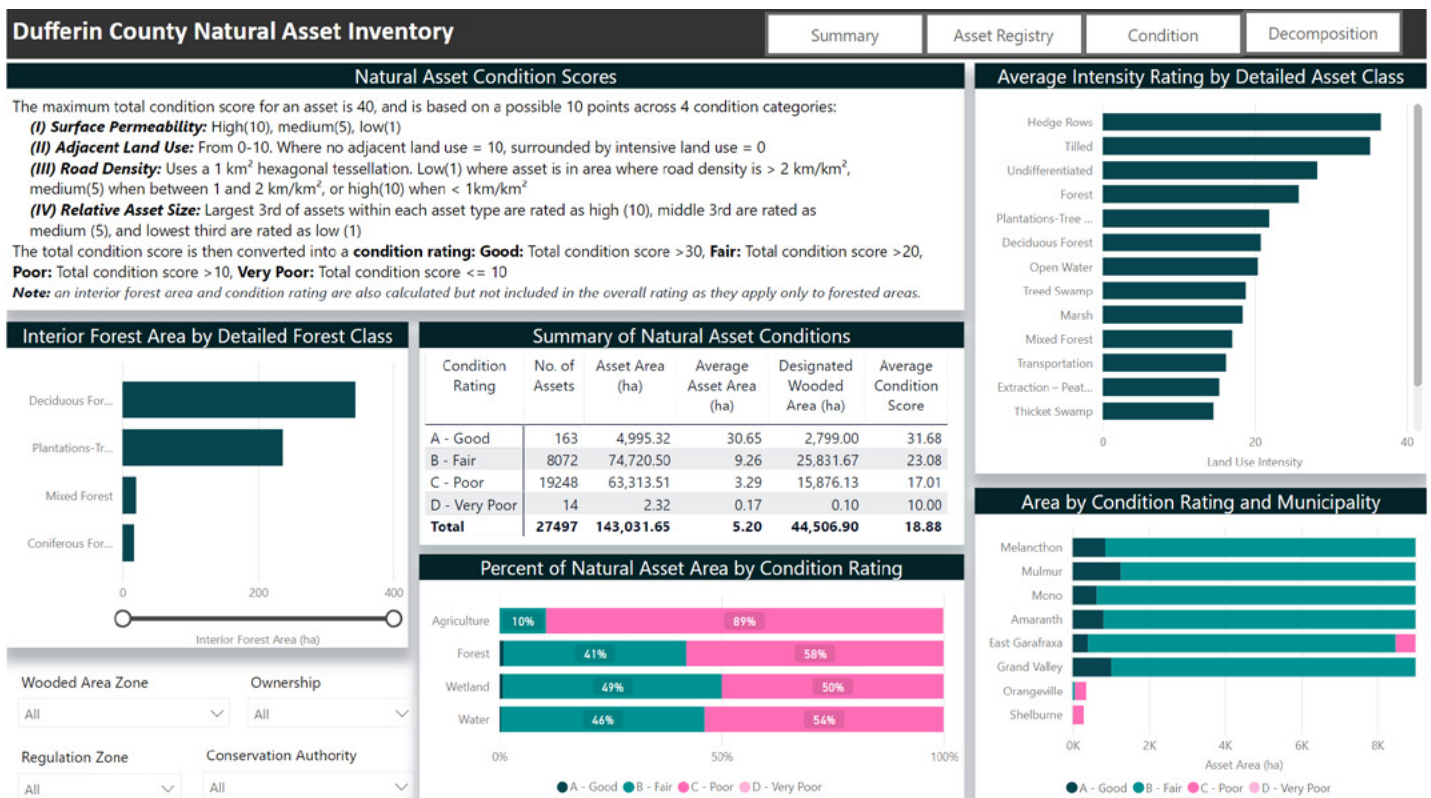 Dufferin County Natural Asset Inventory
Summary
Asset Registry
Condition
Decomposition
Natural Asset Condition Scores
The maximum total condition score for an asset is 40, and is based on a possible 10 points across 4 condition categories:
(I) Surface Permeability: High(10), medium(5), low(1)
(II) Adjacent Land Use: From 0-10. Where no adjacent land use = 10, surrounded by intensive land use = 0
(III) Road Density: Uses a 1 km² hexagonal tessellation. Low(1) where asset is in area where road density is > 2 km/km²,
medium(5) when between 1 and 2 km/km², or high(10) when < 1km/km²
(IV) Relative Asset Size: Largest 3rd of assets within each asset type are rated as high (10), middle 3rd are rated as
medium (5), and lowest third are rated as low (1)
The total condition score is then converted into a condition rating: Good: Total condition score >30, Fair: Total condition score >20,
Poor: Total condition score >10, Very Poor: Total condition score <= 10
Note: an interior forest area and condition rating are also calculated but not included in the overall rating as they apply only to forested areas.
Average Intensity Rating by Detailed Asset Class
Hedge Rows
Tilled
Undifferentiated
Forest
Plantations-Tree ...
Deciduous Forest
Open Water
Treed Swamp
Marsh
Mixed Forest
Transportation
Extraction – Peat...
Thicket Swamp
0 20 40
Land Use Intensity
Interior Forest Area by Detailed Forest Class
Deciduous For...
Plantations-Tr...
Mixed Forest
Coniferous For...
0 200 400
Interior Forest Area (ha)
Summary of Natural Asset Conditions
Condition No. of Asset Area Average Designated Average
Rating Assets (ha) Asset Area Wooded Condition
(ha) Area (ha) Score
A - Good 163 4,995.32 30.65 2,799.00 31.68
B - Fair 8072 74,720.50 9.26 25,831.67 23.08
C - Poor 19248 63,313.51 3.29 15,876.13 17.01
D - Very Poor 14 2.32 0.17 0.10 10.00
Total 27497 143,031.65 5.20 44,506.90 18.88
Percent of Natural Asset Area by Condition Rating
Agriculture 10% 89%
Forest 41% 58%
Wetland 49% 50%
Water 46% 54%
0% 50% 100%
A - Good B - Fair C - Poor D - Very Poor
Area by Condition Rating and Municipality
Melancthon
Mulmur
Mono
Amaranth
East Garafraxa
Grand Valley
Orangeville
Shelburne
0K 2K 4K 6K 8K
Asset Area (ha)
A - Good B - Fair C - Poor D - Very Poor
Wooded Area Zone
All
Ownership
All
Regulation Zone
All
Conservation Authority
All